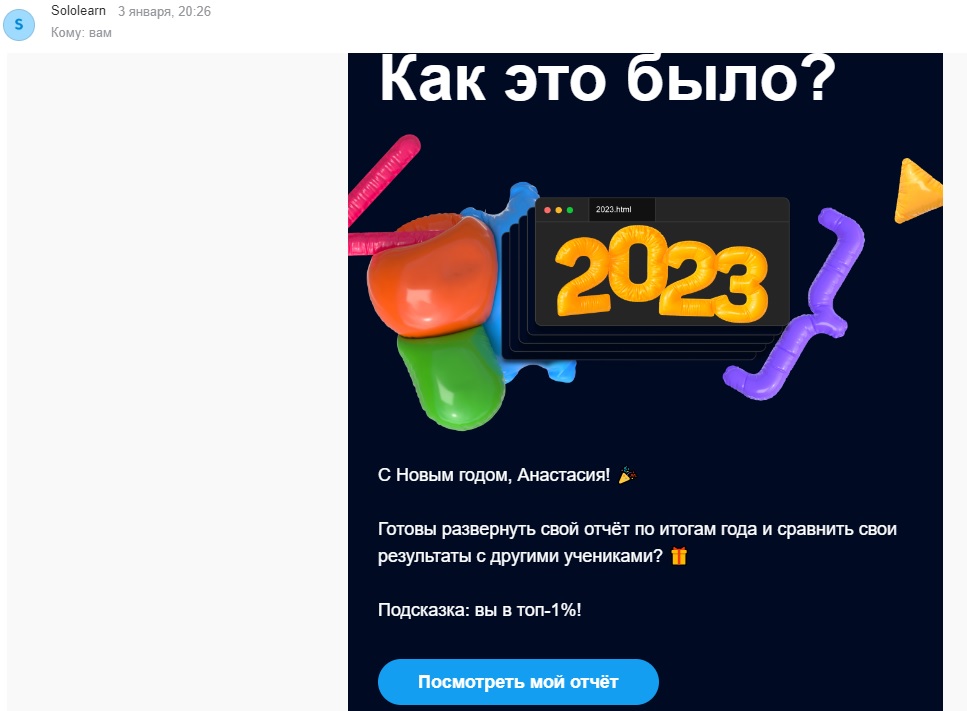 S
Sololearn 3 января, 20:26
Кому: вам
Как это было?
2023.html
2023
С Новым годом, Анастасия! 🎉
Готовы развернуть свой отчёт по итогам года и сравнить свои
результаты с другими учениками? 🎁
Подсказка: вы в топ-1%!
Посмотреть мой отчёт